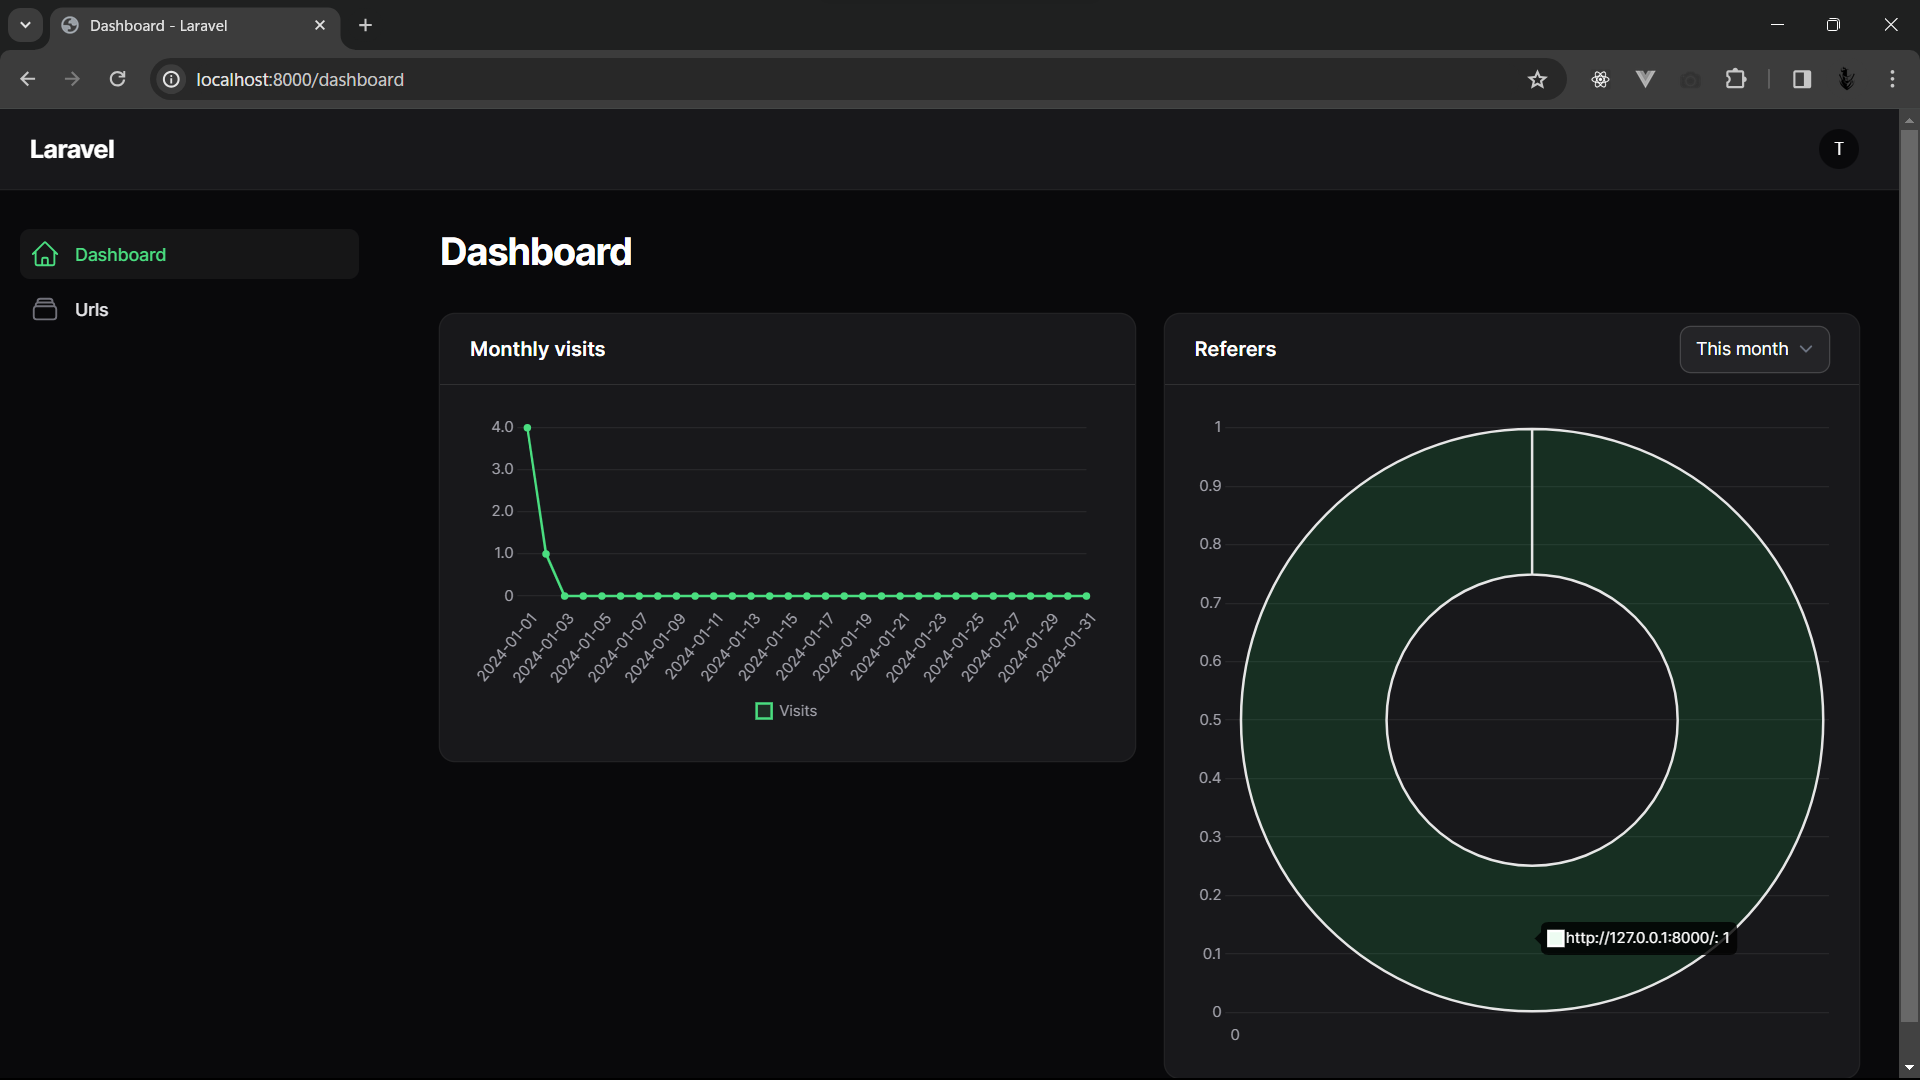 Dashboard - Laravel
localhost:8000/dashboard
Laravel
T
Dashboard
Urls
Dashboard
Monthly visits
4.0
3.0
2.0
1.0
0
2024-01-01
2024-01-03
2024-01-05
2024-01-07
2024-01-09
2024-01-11
2024-01-13
2024-01-15
2024-01-17
2024-01-19
2024-01-21
2024-01-23
2024-01-25
2024-01-27
2024-01-29
2024-01-31
Visits
Referers
This month
1
0.9
0.8
0.7
0.6
0.5
0.4
0.3
0.2
0.1
0
0
http://127.0.0.1:8000/: 1